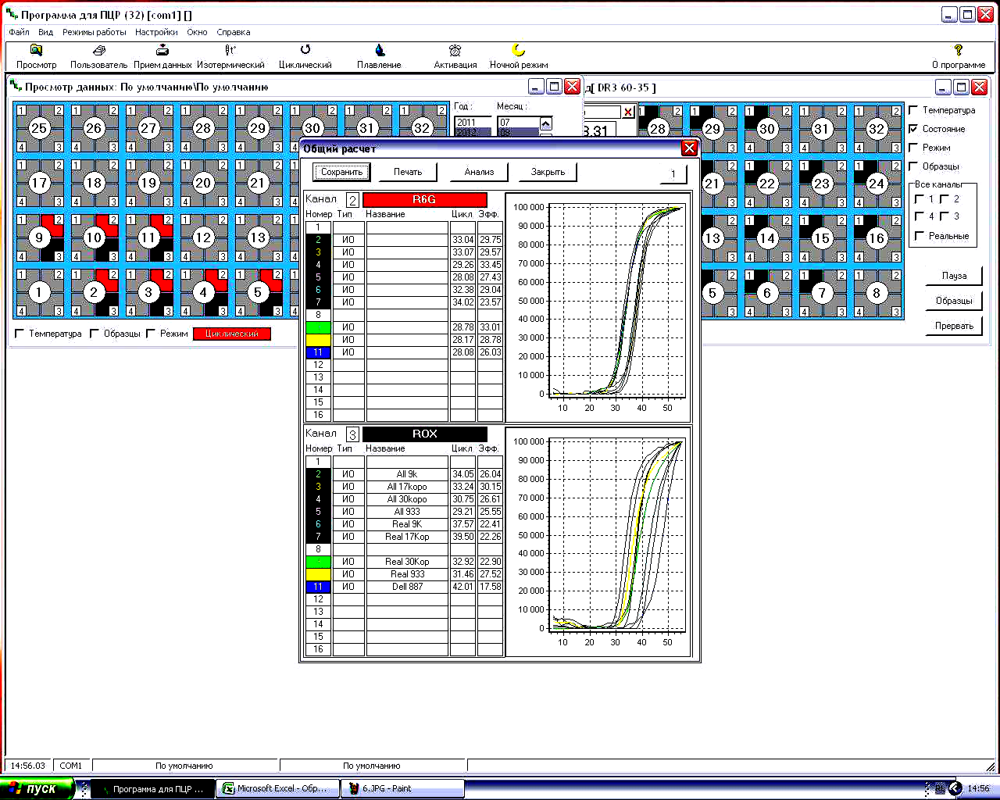 Программа для ПЦР (32) [com1] []
Файл Вид Режимы работы Настройки Окно Справка
Просмотр Пользователь Прием данных Изотермический Циклический Плавление Активация Ночной режим О программе
Просмотр данных: По умолчанию\По умолчанию
[ DR3 60-35 ]
Год : Месяц :
2011 07
2012 08
25 26 27 28 29 30 31 32
17 18 19 20 21
9 10 11 12 13
1 2 3 4 5
Температура Образцы Режим Циклический
8.31
28 29 30 31 32
21 22 23 24
13 14 15 16
5 6 7 8
Температура
Состояние
Режим
Образцы
Все каналы
1 2
4 3
Реальные
Пауза
Образцы
Прервать
Общий расчет
Сохранить Печать Анализ Закрыть 1
Канал 2 R6G
Номер Тип Название Цикл Эфф.
1
2 ИО 33.04 29.75
3 ИО 33.07 29.57
4 ИО 29.26 33.45
5 ИО 28.08 27.43
6 ИО 32.38 29.04
7 ИО 34.02 23.57
8
ИО 28.78 33.01
ИО 28.17 28.78
11 ИО 28.08 26.03
12
13
14
15
16
100 000
90 000
80 000
70 000
60 000
50 000
40 000
30 000
20 000
10 000
0
10 20 30 40 50
Канал 3 ROX
Номер Тип Название Цикл Эфф.
1
2 ИО All 9k 34.05 26.04
3 ИО All 17kopo 33.24 30.15
4 ИО All 30kopo 30.75 26.61
5 ИО All 933 29.21 25.55
6 ИО Real 9K 37.57 22.41
7 ИО Real 17Kop 39.50 22.26
8
ИО Real 30Kop 32.92 22.90
ИО Real 933 31.46 27.52
11 ИО Dell 887 42.01 17.58
12
13
14
15
16
100 000
90 000
80 000
70 000
60 000
50 000
40 000
30 000
20 000
10 000
0
10 20 30 40 50
14:56.03 COM1 По умолчанию По умолчанию
пуск Программа для ПЦР ... Microsoft Excel - Обр... 6.JPG - Paint 14:56